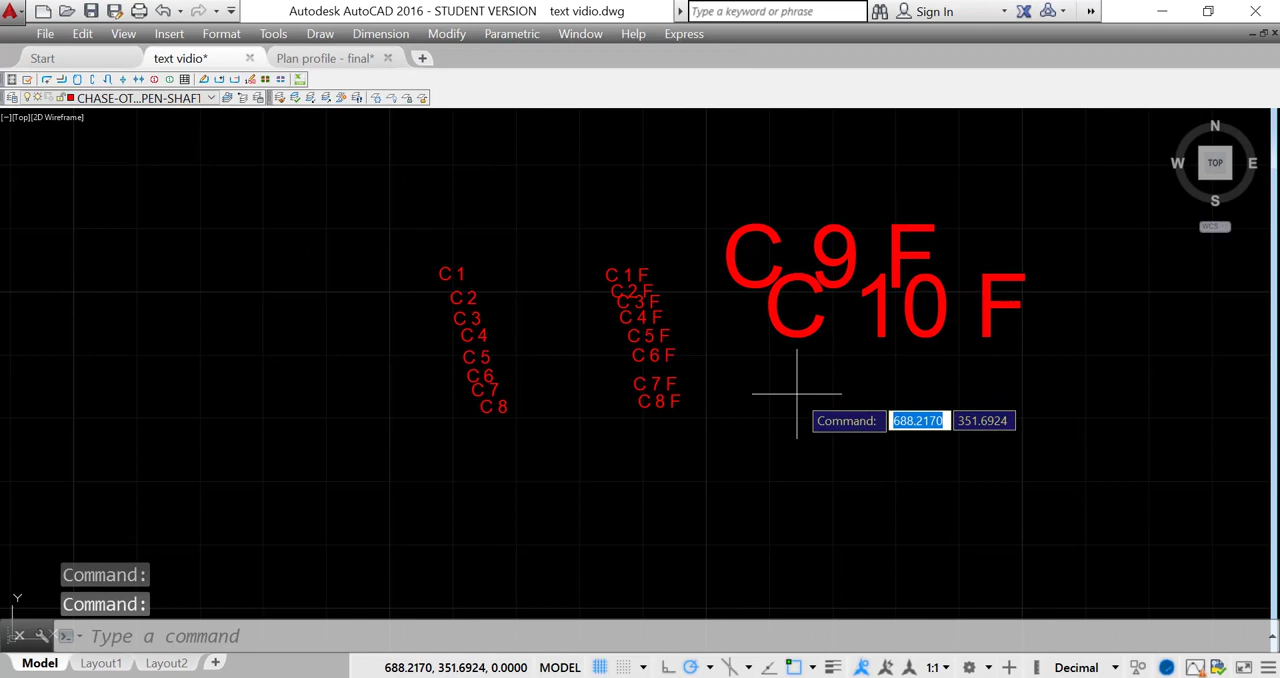 Autodesk AutoCAD 2016 - STUDENT VERSION text vidio.dwg
Type a keyword or phrase
Sign In
File Edit View Insert Format Tools Draw Dimension Modify Parametric Window Help Express
Start text vidio* Plan profile - final*
CHASE-OT...PEN-SHAFT
[−][Top][2D Wireframe]
N
W TOP E
S
WCS
C 1
C 2
C 3
C 4
C 5
C 6
C 7
C 8
C 1 F
C 2 F
C 3 F
C 4 F
C 5 F
C 6 F
C 7 F
C 8 F
C 9 F
C 10 F
Command: 688.2170 351.6924
Command:
Command:
Y
Type a command
Model Layout1 Layout2
688.2170, 351.6924, 0.0000 MODEL 1:1 Decimal